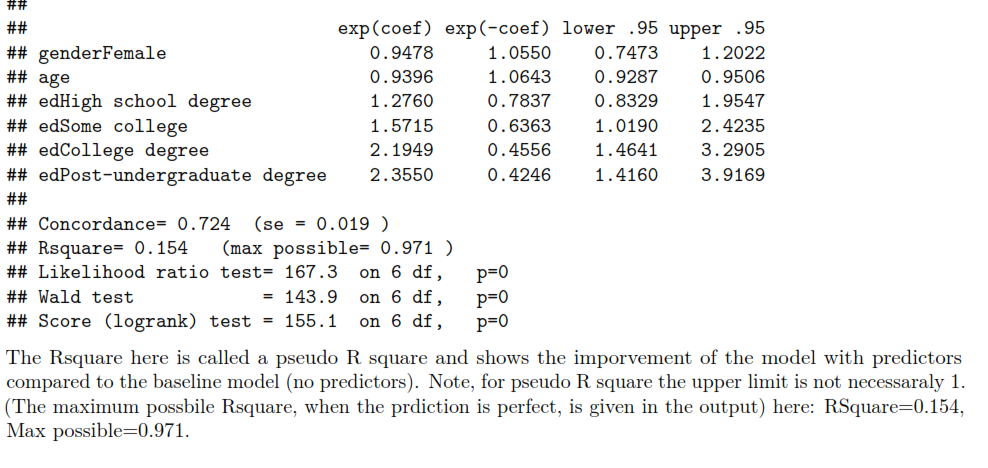 ##
## exp(coef) exp(-coef) lower .95 upper .95
## genderFemale 0.9478 1.0550 0.7473 1.2022
## age 0.9396 1.0643 0.9287 0.9506
## edHigh school degree 1.2760 0.7837 0.8329 1.9547
## edSome college 1.5715 0.6363 1.0190 2.4235
## edCollege degree 2.1949 0.4556 1.4641 3.2905
## edPost-undergraduate degree 2.3550 0.4246 1.4160 3.9169
##
## Concordance= 0.724 (se = 0.019 )
## Rsquare= 0.154 (max possible= 0.971 )
## Likelihood ratio test= 167.3 on 6 df, p=0
## Wald test = 143.9 on 6 df, p=0
## Score (logrank) test = 155.1 on 6 df, p=0
The Rsquare here is called a pseudo R square and shows the imporvement of the model with predictors
compared to the baseline model (no predictors). Note, for pseudo R square the upper limit is not necessaraly 1.
(The maximum possbile Rsquare, when the prdiction is perfect, is given in the output) here: RSquare=0.154,
Max possible=0.971.